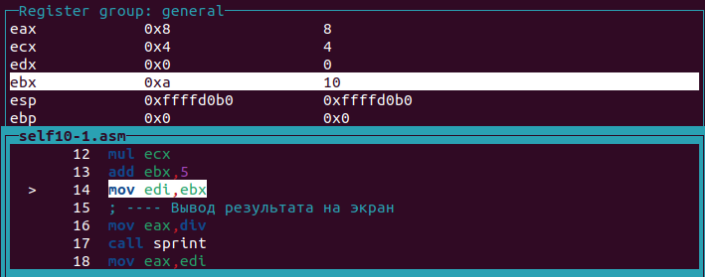 Register group: general
eax 0x8 8
ecx 0x4 4
edx 0x0 0
ebx 0xa 10
esp 0xffffd0b0 0xffffd0b0
ebp 0x0 0x0
self10-1.asm
12 mul ecx
13 add ebx,5
> 14 mov edi,ebx
15 ; ---- Вывод результата на экран
16 mov eax,div
17 call sprint
18 mov eax,edi